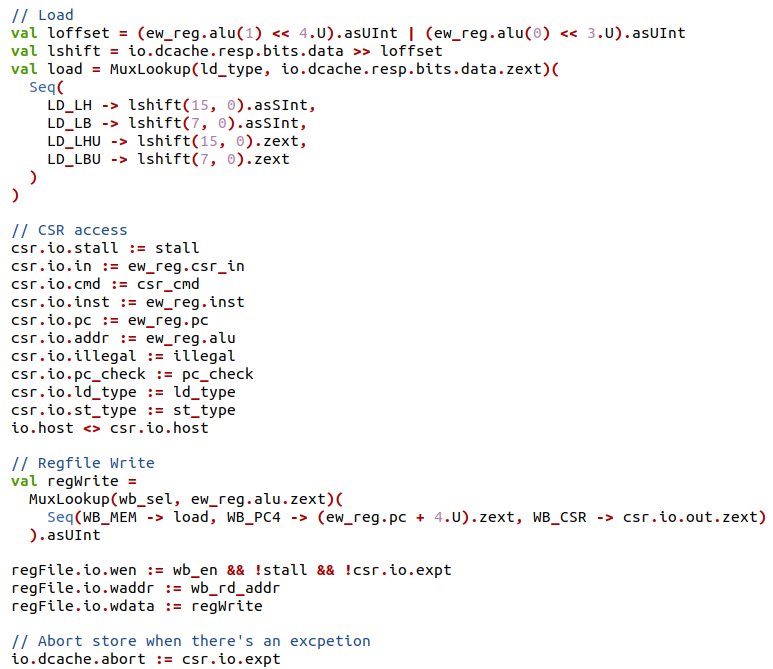 // Load
val loffset = (ew_reg.alu(1) << 4.U).asUInt | (ew_reg.alu(0) << 3.U).asUInt
val lshift = io.dcache.resp.bits.data >> loffset
val load = MuxLookup(ld_type, io.dcache.resp.bits.data.zext)(
  Seq(
    LD_LH -> lshift(15, 0).asSInt,
    LD_LB -> lshift(7, 0).asSInt,
    LD_LHU -> lshift(15, 0).zext,
    LD_LBU -> lshift(7, 0).zext
  )
)

// CSR access
csr.io.stall := stall
csr.io.in := ew_reg.csr_in
csr.io.cmd := csr_cmd
csr.io.inst := ew_reg.inst
csr.io.pc := ew_reg.pc
csr.io.addr := ew_reg.alu
csr.io.illegal := illegal
csr.io.pc_check := pc_check
csr.io.ld_type := ld_type
csr.io.st_type := st_type
io.host <> csr.io.host

// Regfile Write
val regWrite =
  MuxLookup(wb_sel, ew_reg.alu.zext)(
    Seq(WB_MEM -> load, WB_PC4 -> (ew_reg.pc + 4.U).zext, WB_CSR -> csr.io.out.zext)
  ).asUInt

regFile.io.wen := wb_en && !stall && !csr.io.expt
regFile.io.waddr := wb_rd_addr
regFile.io.wdata := regWrite

// Abort store when there's an excpetion
io.dcache.abort := csr.io.expt